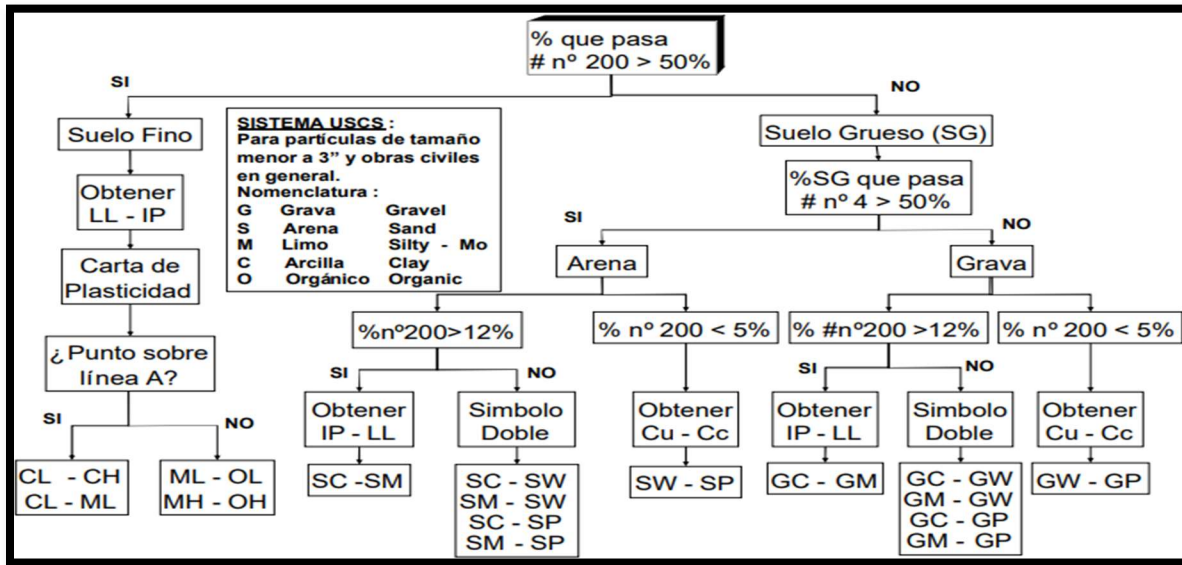 % que pasa
# nº 200 > 50%
SI
NO
Suelo Fino
SISTEMA USCS :
Para partículas de tamaño
menor a 3” y obras civiles
en general.
Nomenclatura :
G Grava Gravel
S Arena Sand
M Limo Silty - Mo
C Arcilla Clay
O Orgánico Organic
Suelo Grueso (SG)
Obtener
LL - IP
%SG que pasa
# nº 4 > 50%
SI
NO
Carta de
Plasticidad
Arena
Grava
¿Punto sobre
línea A?
%nº200>12%
% nº 200 < 5%
% #nº200 >12%
% nº 200 < 5%
SI
NO
SI
NO
SI
NO
Obtener
IP - LL
Simbolo
Doble
Obtener
Cu - Cc
Obtener
IP - LL
Simbolo
Doble
Obtener
Cu - Cc
CL - CH
CL - ML
ML - OL
MH - OH
SC -SM
SC - SW
SM - SW
SC - SP
SM - SP
SW - SP
GC - GM
GC - GW
GM - GW
GC - GP
GM - GP
GW - GP